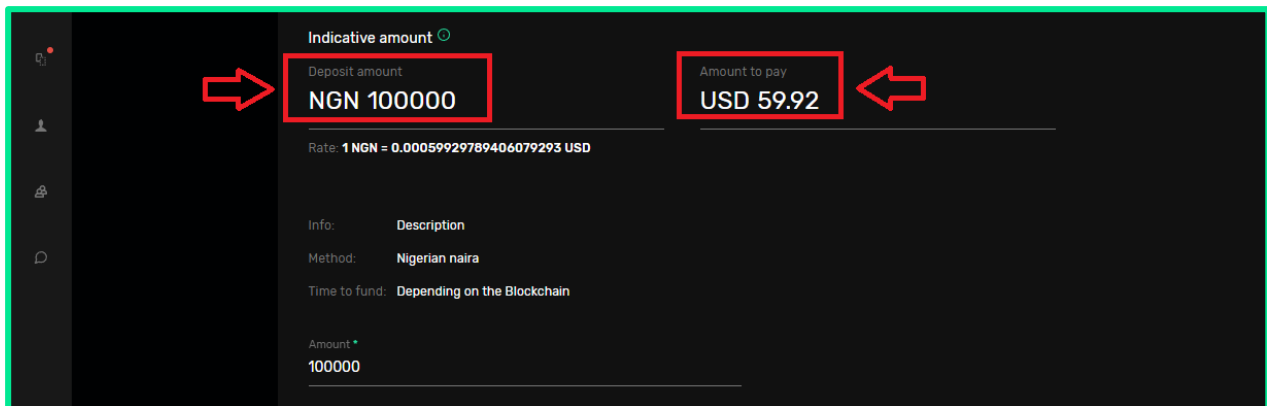 Indicative amount
Deposit amount
Amount to pay
NGN 100000
USD 59.92
Rate: 1 NGN = 0.00059929789406079293 USD
Info: Description
Method: Nigerian naira
Time to fund: Depending on the Blockchain
Amount *
100000